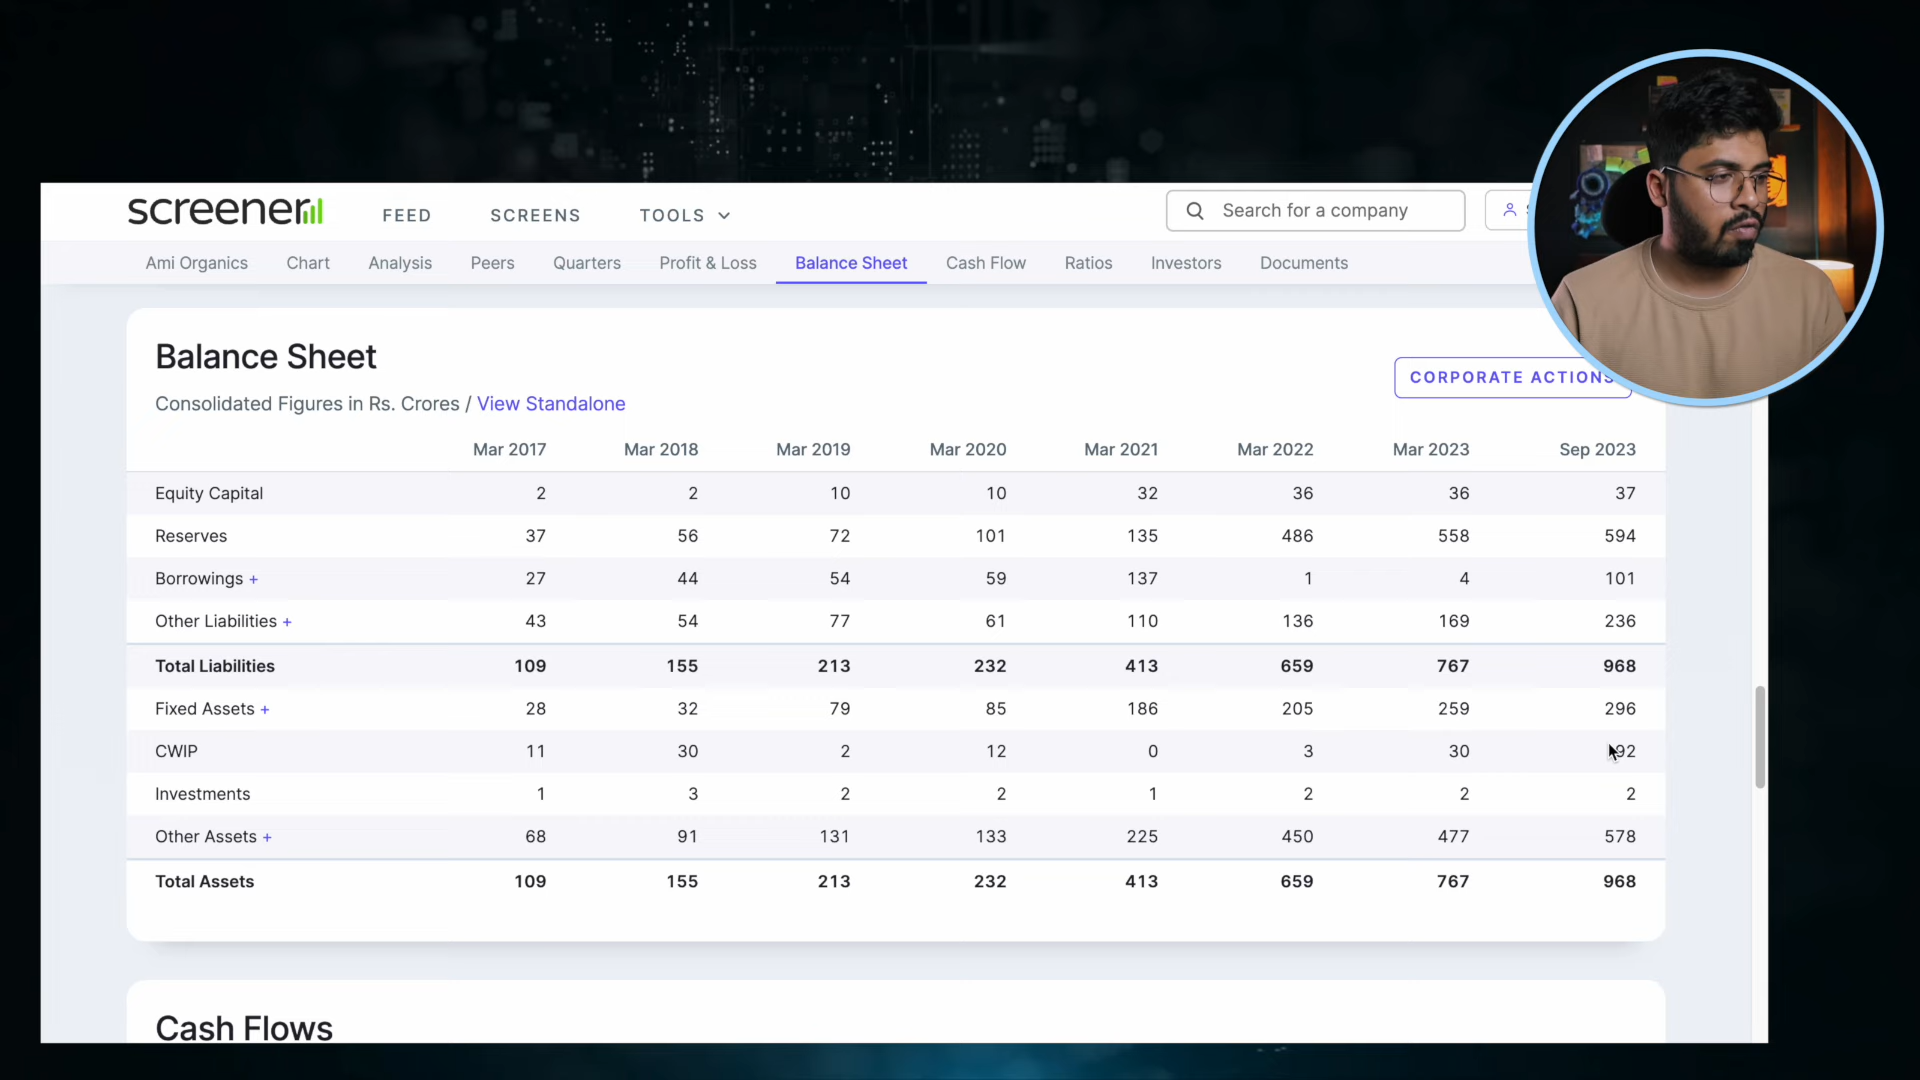 screener
FEED SCREENS TOOLS Search for a company
Ami Organics Chart Analysis Peers Quarters Profit & Loss Balance Sheet Cash Flow Ratios Investors Documents
Balance Sheet
CORPORATE ACTIONS
Consolidated Figures in Rs. Crores / View Standalone
Mar 2017 Mar 2018 Mar 2019 Mar 2020 Mar 2021 Mar 2022 Mar 2023 Sep 2023
Equity Capital 2 2 10 10 32 36 36 37
Reserves 37 56 72 101 135 486 558 594
Borrowings + 27 44 54 59 137 1 4 101
Other Liabilities + 43 54 77 61 110 136 169 236
Total Liabilities 109 155 213 232 413 659 767 968
Fixed Assets + 28 32 79 85 186 205 259 296
CWIP 11 30 2 12 0 3 30 92
Investments 1 3 2 2 1 2 2 2
Other Assets + 68 91 131 133 225 450 477 578
Total Assets 109 155 213 232 413 659 767 968
Cash Flows